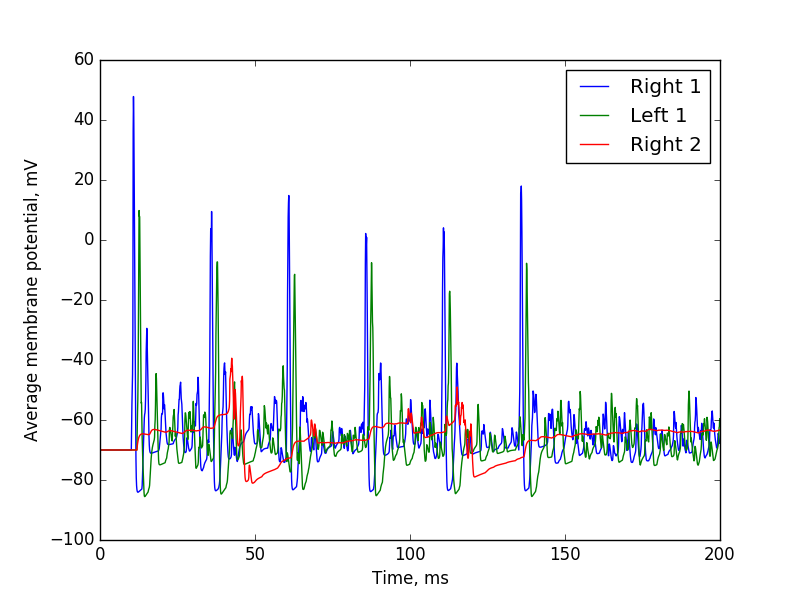 60
40
20
0
−20
−40
−60
−80
−100
Average membrane potential, mV
Right 1
Left 1
Right 2
0 50 100 150 200
Time, ms